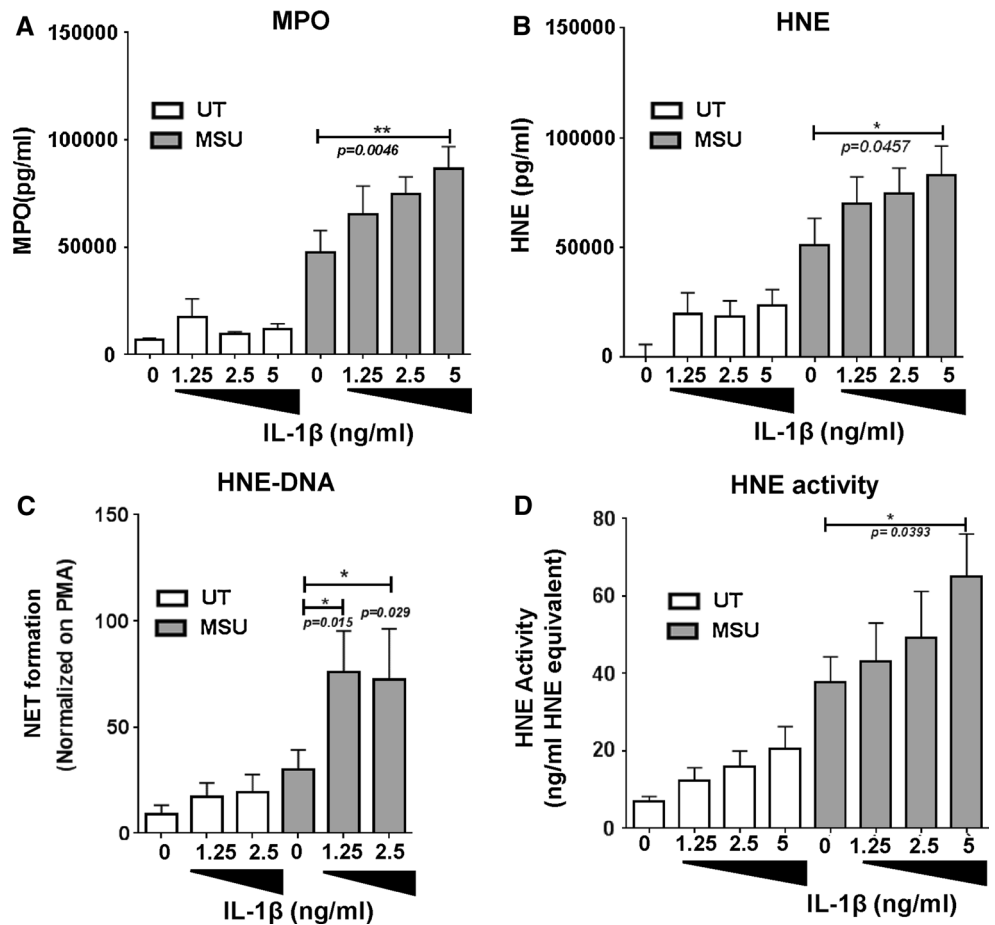 A
MPO
150000
100000
50000
0
MPO(pg/ml)
UT
MSU
**
p=0.0046
0 1.25 2.5 5 0 1.25 2.5 5
IL-1β (ng/ml)
B
HNE
150000
100000
50000
0
HNE (pg/ml)
UT
MSU
*
p=0.0457
0 1.25 2.5 5 0 1.25 2.5 5
IL-1β (ng/ml)
C
HNE-DNA
150
100
50
0
NET formation
(Normalized on PMA)
UT
MSU
*
*
p=0.015
p=0.029
0 1.25 2.5 0 1.25 2.5
IL-1β (ng/ml)
D
HNE activity
80
60
40
20
0
HNE Activity
(ng/ml HNE equivalent)
UT
MSU
*
p= 0.0393
0 1.25 2.5 5 0 1.25 2.5 5
IL-1β (ng/ml)